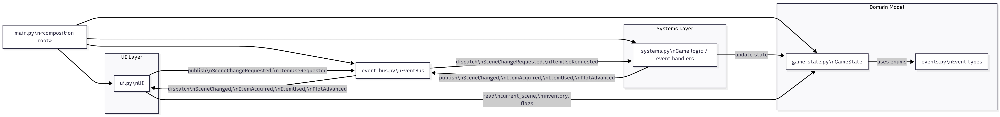 Domain Model
Systems Layer
main.py\n«composition
root»
systems.py\nGame logic /
event handlers
update state
UI Layer
dispatch\nSceneChangeRequested,\nItemUseRequested
game_state.py\nGameState
uses enums
events.py\nEvent types
publish\nSceneChangeRequested,\nItemUseRequested
event_bus.py\nEventBus
publish\nSceneChanged,\nItemAcquired,\nItemUsed,\nPlotAdvanced
ui.py\nUI
dispatch\nSceneChanged,\nItemAcquired,\nItemUsed,\nPlotAdvanced
read\ncurrent_scene,\ninventory,
flags